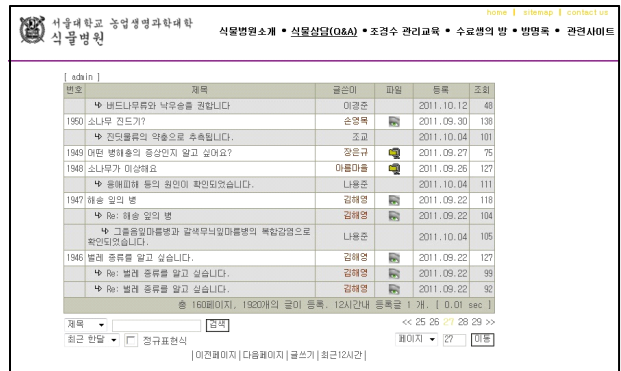 home | sitemap | contact us
서울대학교 농업생명과학대학
식물병원
식물병원소개 • 식물상담(Q&A) • 조경수 관리교육 • 수료생의 방 • 방명록 • 관련사이트
[ admin ]
번호 제목 글쓴이 파일 등록 조회
버드나무류와 낙우송을 권합니다 이경준 2011.10.12 48
1950 소나무 진드기? 손영목 2011.09.30 138
진딧물류의 약충으로 추측됩니다. 조교 2011.10.04 101
1949 어떤 병해충의 증상인지 알고 싶어요? 장은규 2011.09.27 75
1948 소나무가 이상해요 마름마을 2011.09.26 127
응애피해 등의 원인이 확인되었습니다. 나용준 2011.10.04 111
1947 해송 잎의 병 김해영 2011.09.22 118
Re: 해송 잎의 병 김해영 2011.09.22 104
그을음잎마름병과 갈색무늬잎마름병의 복합감염으로
확인되었습니다. 나용준 2011.10.04 105
1946 벌레 종류를 알고 싶습니다. 김해영 2011.09.22 127
Re: 벌레 종류를 알고 싶습니다. 김해영 2011.09.22 99
Re: 벌레 종류를 알고 싶습니다. 김해영 2011.09.22 92
총 160페이지, 1920개의 글이 등록. 12시간내 등록글 1 개. [ 0.01 sec ]
제목 검색 << 25 26 27 28 29 >>
최근 한달 정규표현식 페이지 27 이동
|이전페이지|다음페이지|글쓰기|최근12시간|